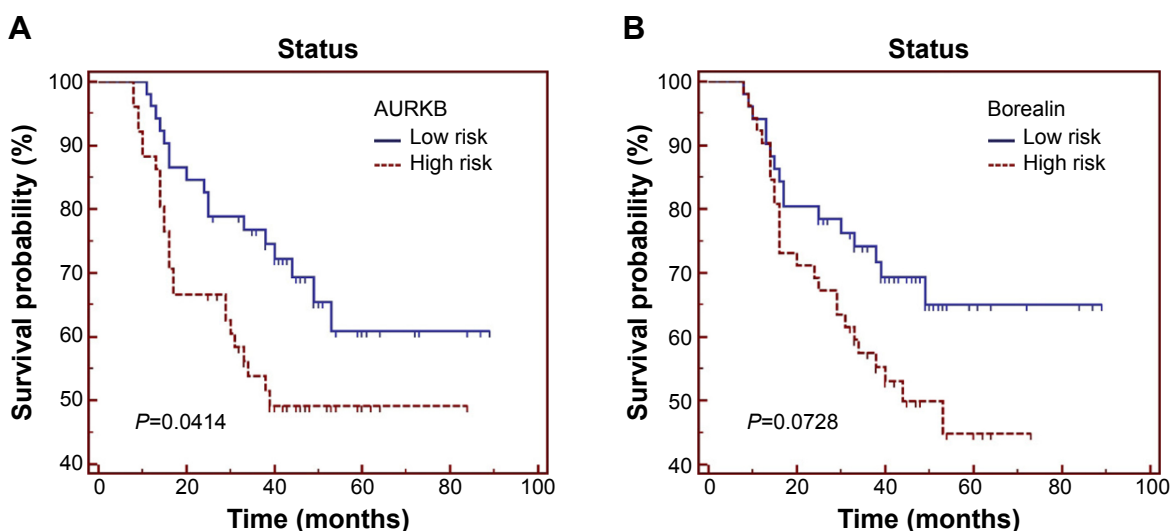 A
Status
100
90
80
70
60
50
40
Survival probability (%)
AURKB
Low risk
High risk
P=0.0414
0 20 40 60 80 100
Time (months)
B
Status
100
90
80
70
60
50
40
Survival probability (%)
Borealin
Low risk
High risk
P=0.0728
0 20 40 60 80 100
Time (months)